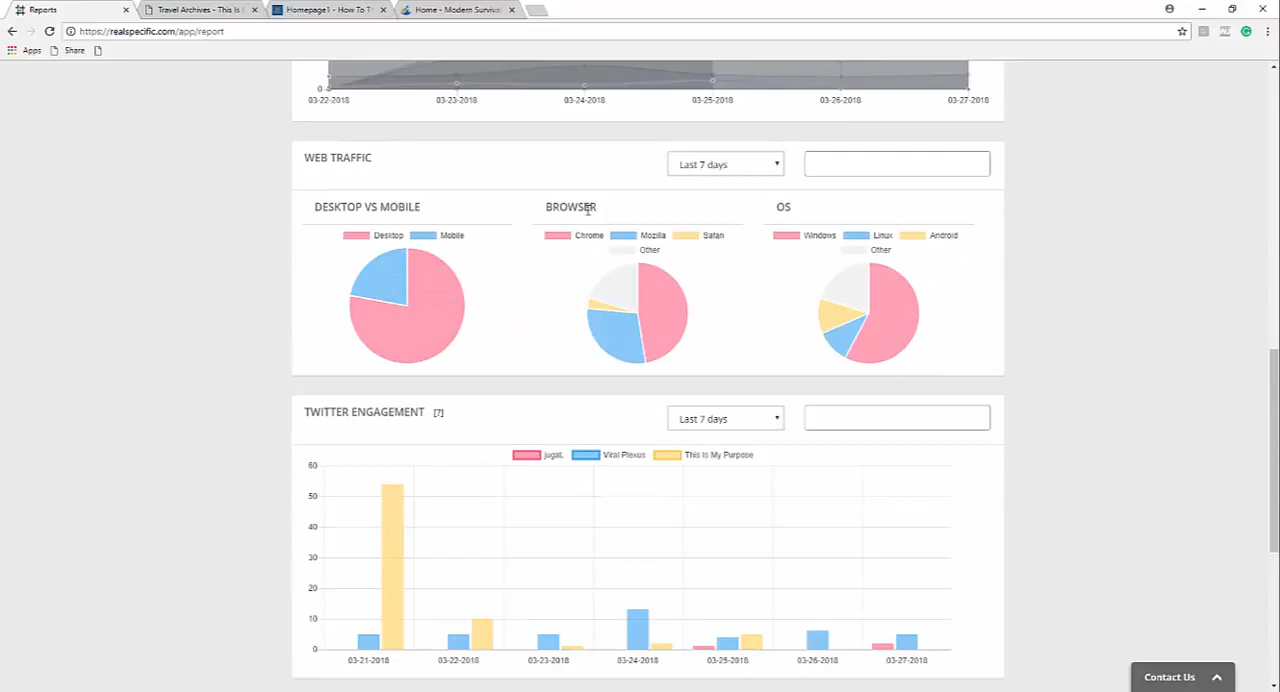 Reports
Travel Archives - This Is I
Homepage1 - How To T
Home - Modern Surviva
https://realspecific.com/app/report
Apps Share
0
03-22-2018 03-23-2018 03-24-2018 03-25-2018 03-26-2018 03-27-2018
WEB TRAFFIC Last 7 days
DESKTOP VS MOBILE BROWSER OS
Desktop Mobile Chrome Mozilla Safari Windows Linux Android
Other Other
TWITTER ENGAGEMENT [?] Last 7 days
jugaL Viral Plexus This Is My Purpose
60
50
40
30
20
10
0
03-21-2018 03-22-2018 03-23-2018 03-24-2018 03-25-2018 03-26-2018 03-27-2018
Contact Us